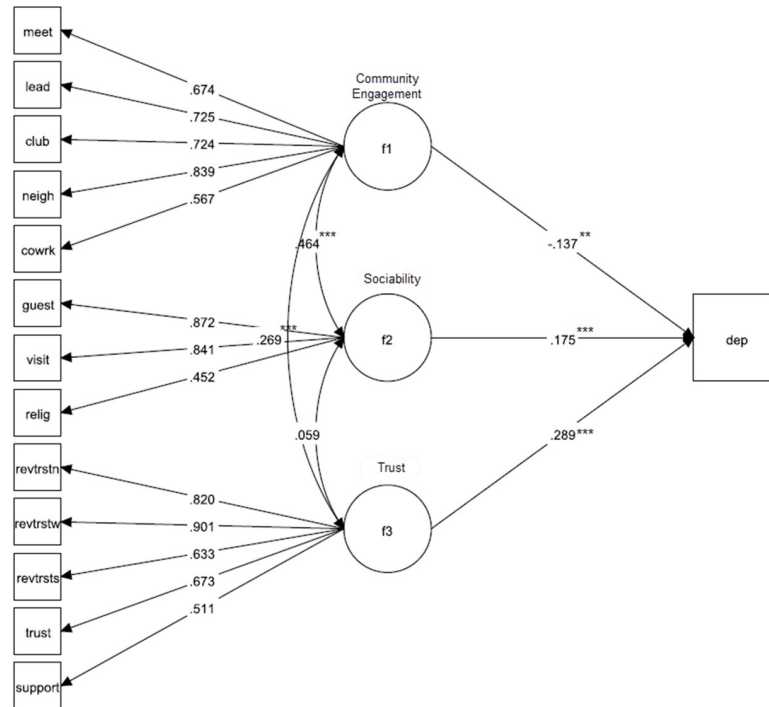 meet
lead
club
neigh
cowrk
guest
visit
relig
revtrstn
revtrstw
revtrsts
trust
support
.674
.725
.724
.839
.567
.872
.841
.452
.820
.901
.633
.673
.511
.464***
.269***
.059
Community
Engagement
f1
Sociability
f2
Trust
f3
-.137**
.175***
.289***
dep